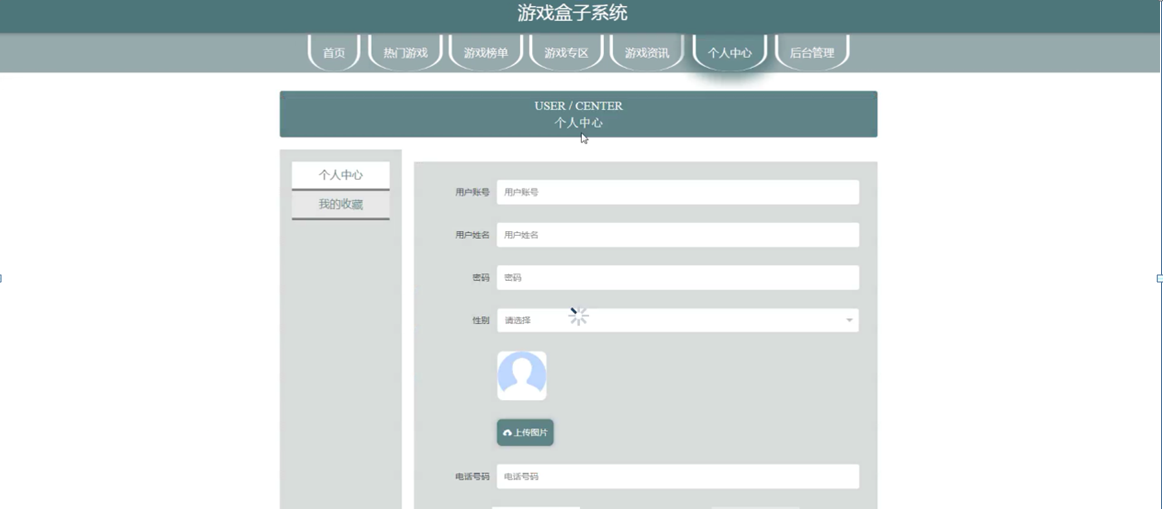 游戏盒子系统
首页
热门游戏
游戏榜单
游戏专区
游戏资讯
个人中心
后台管理
USER / CENTER
个人中心
个人中心
我的收藏
用户账号 用户账号
用户姓名 用户姓名
密码 密码
性别 请选择
上传图片
电话号码 电话号码